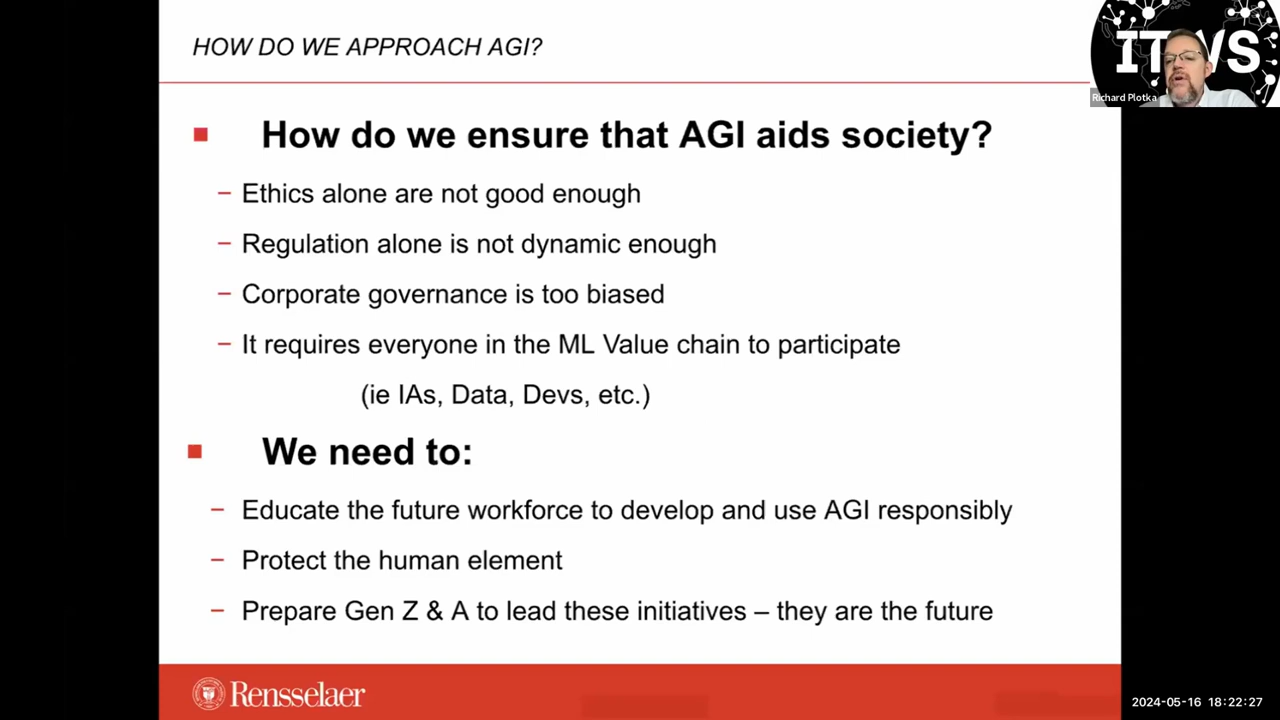 HOW DO WE APPROACH AGI?
ITWS
Richard Plotka
How do we ensure that AGI aids society?
– Ethics alone are not good enough
– Regulation alone is not dynamic enough
– Corporate governance is too biased
– It requires everyone in the ML Value chain to participate
(ie IAs, Data, Devs, etc.)
We need to:
– Educate the future workforce to develop and use AGI responsibly
– Protect the human element
– Prepare Gen Z & A to lead these initiatives – they are the future
Rensselaer
2024-05-16 18:22:27